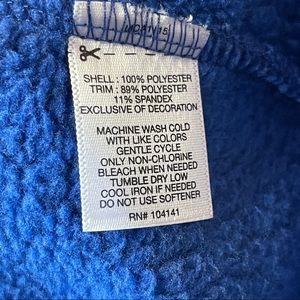 SHELL : 100% POLYESTER
TRIM : 89% POLYESTER
11% SPANDEX
EXCLUSIVE OF DECORATION
MACHINE WASH COLD
WITH LIKE COLORS
GENTLE CYCLE
ONLY NON-CHLORINE
BLEACH WHEN NEEDED
TUMBLE DRY LOW
COOL IRON IF NEEDED
DO NOT USE SOFTENER
RN# 104141